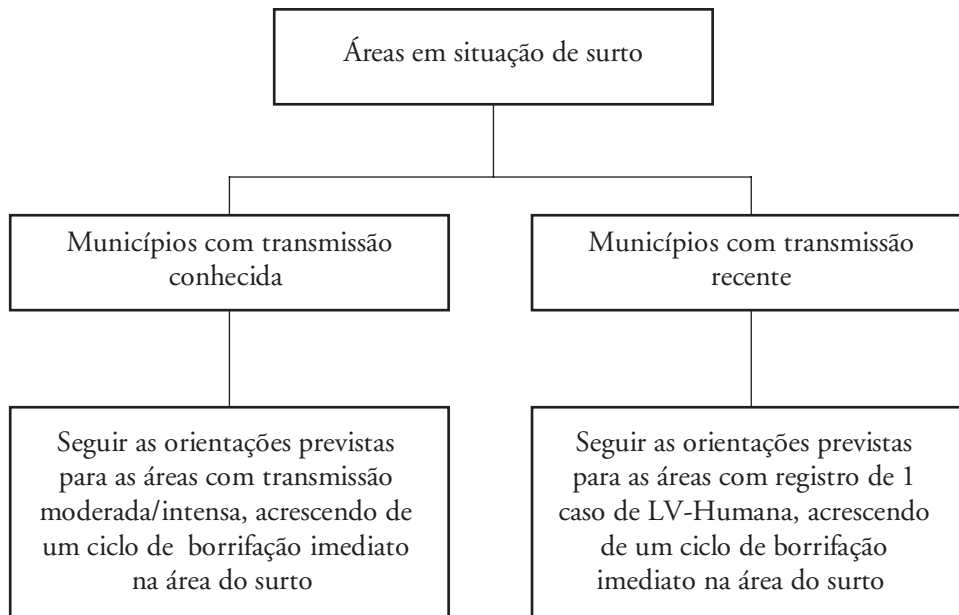 Áreas em situação de surto
Municípios com transmissão
conhecida
Municípios com transmissão
recente
Seguir as orientações previstas
para as áreas com transmissão
moderada/intensa, acrescendo de
um ciclo de borrifação imediato
na área do surto
Seguir as orientações previstas
para as áreas com registro de 1
caso de LV-Humana, acrescendo
de um ciclo de borrifação
imediato na área do surto